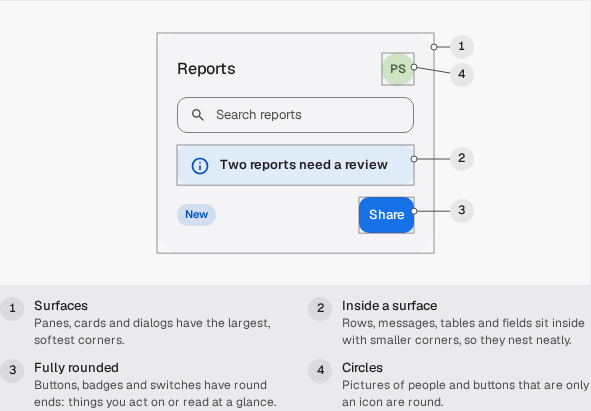 Reports
PS
1
4
Search reports
Two reports need a review
2
New
Share
3
1 Surfaces
Panes, cards and dialogs have the largest,
softest corners.
2 Inside a surface
Rows, messages, tables and fields sit inside
with smaller corners, so they nest neatly.
3 Fully rounded
Buttons, badges and switches have round
ends: things you act on or read at a glance.
4 Circles
Pictures of people and buttons that are only
an icon are round.